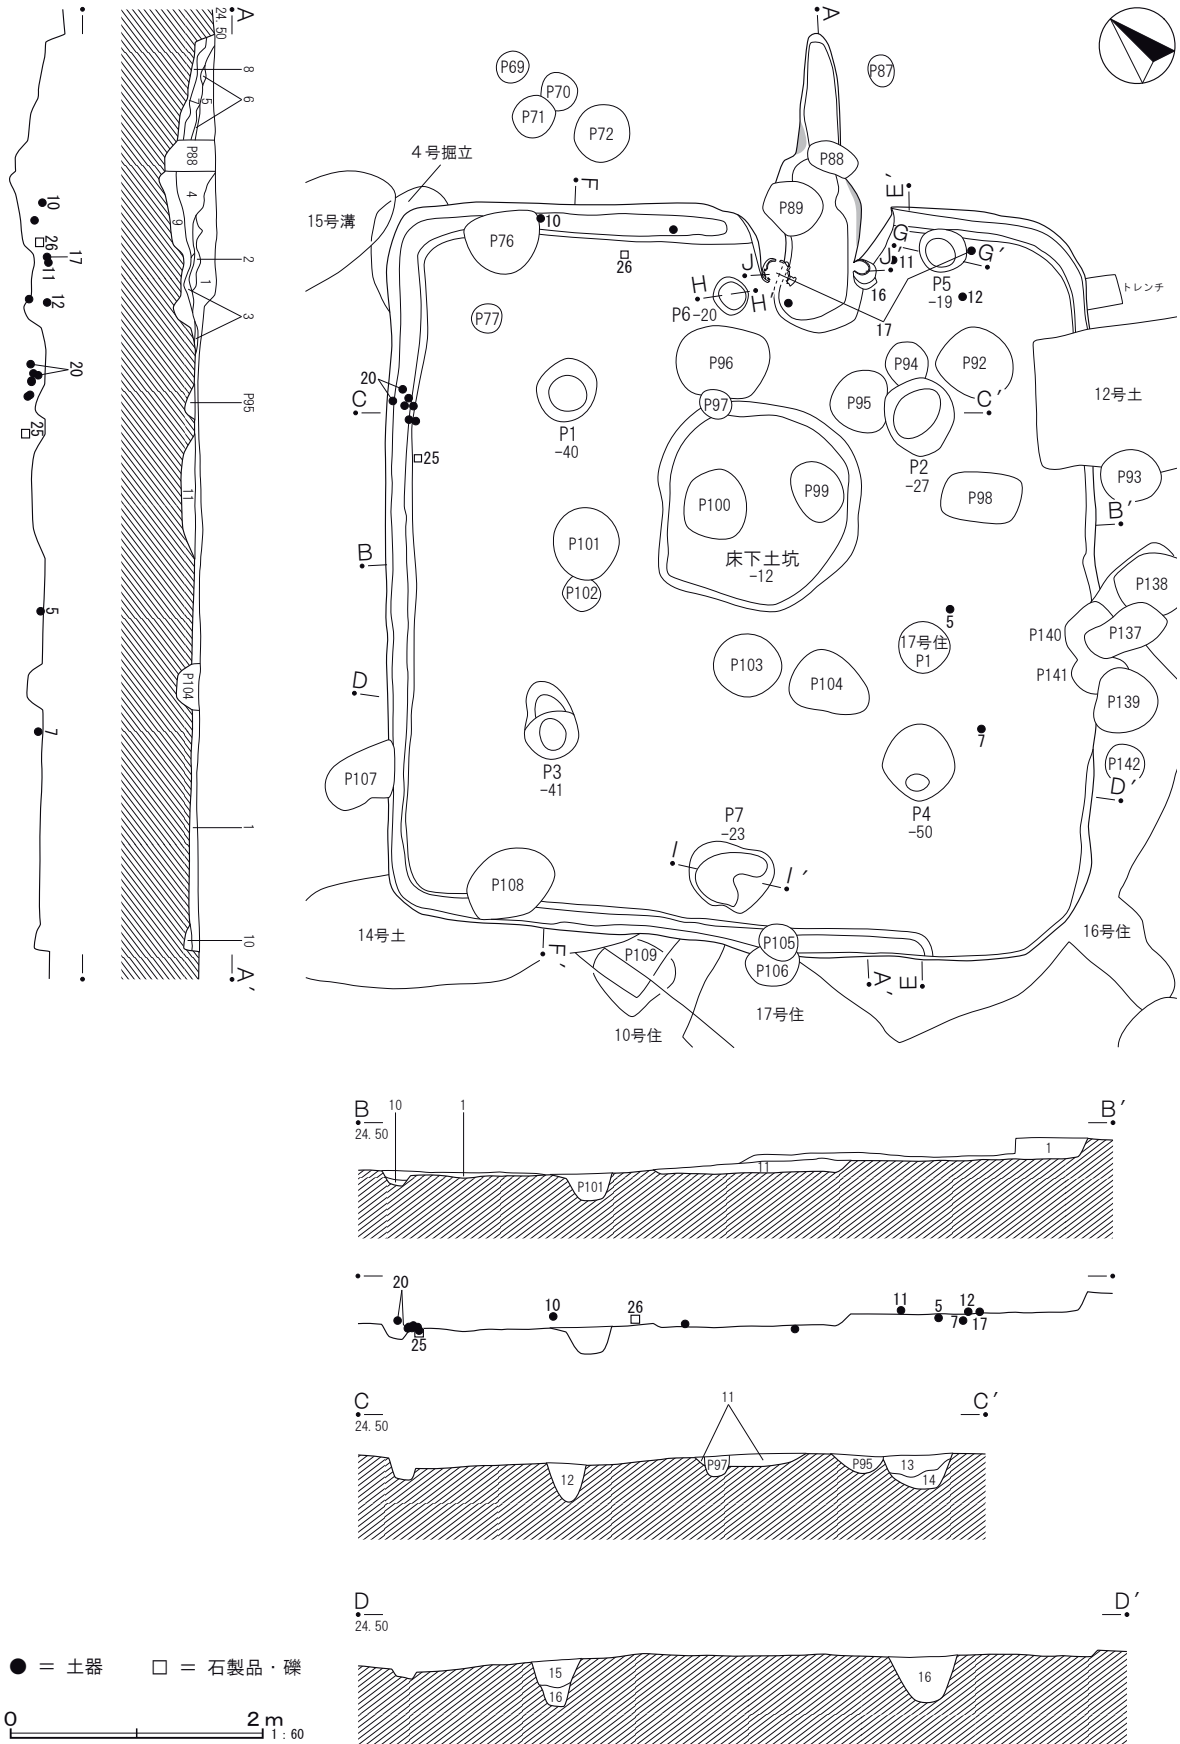 A
24.50
8
6
5
7
P88
4
9
2
1
3
P95
11
P104
1
10
A′
10
26
17
11
12
20
25
5
7
A
P69
P70
P71
P72
P87
4号掘立
15号溝
F
P88
P89
E′
P76
10
26
J
G
J′
11
G′
P5
-19
トレンチ
H
H′
P6-20
16
12
17
P77
P96
P94
P92
12号土
20
C
P1
-40
P97
P95
C′
P2
-27
P93
25
P100
P99
P98
B′
B
P101
床下土坑
-12
P102
P138
5
P140
P137
17号住
P1
P103
P104
P141
P139
D
7
P142
D′
P107
P3
-41
P4
-50
P7
-23
I
I′
P108
14号土
F′
P109
P105
P106
A′
E
16号住
17号住
10号住
B
24.50
10
1
B′
P101
11
1
20
25
10
26
11
5
12
7
17
C
24.50
11
C′
12
P97
P95
13
14
D
24.50
D′
15
16
16
● = 土器 □ = 石製品・礫
0 2m
1:60